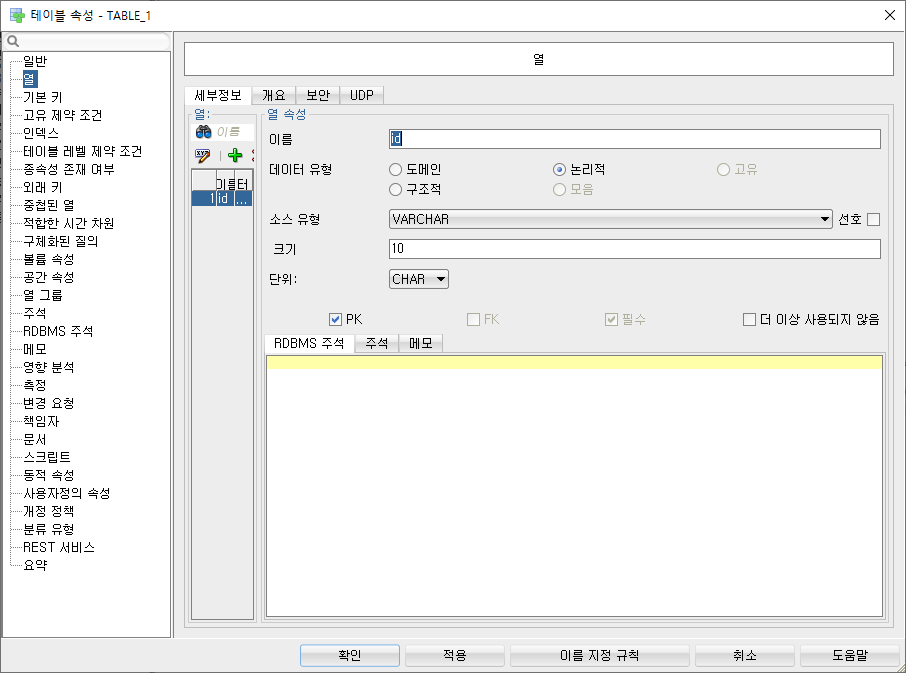 테이블 속성 - TABLE_1
일반
열
기본 키
고유 제약 조건
인덱스
테이블 레벨 제약 조건
종속성 존재 여부
외래 키
중첩된 열
적합한 시간 차원
구체화된 질의
볼륨 속성
공간 속성
열 그룹
주석
RDBMS 주석
메모
영향 분석
측정
변경 요청
책임자
문서
스크립트
동적 속성
사용자정의 속성
개정 정책
분류 유형
REST 서비스
요약
열
세부정보 개요 보안 UDP
열:
이름
이름 터
1 id ...
열 속성
이름 id
데이터 유형 도메인 논리적 고유
구조적 모음
소스 유형 VARCHAR 선호
크기 10
단위: CHAR
PK FK 필수 더 이상 사용되지 않음
RDBMS 주석 주석 메모
확인 적용 이름 지정 규칙 취소 도움말